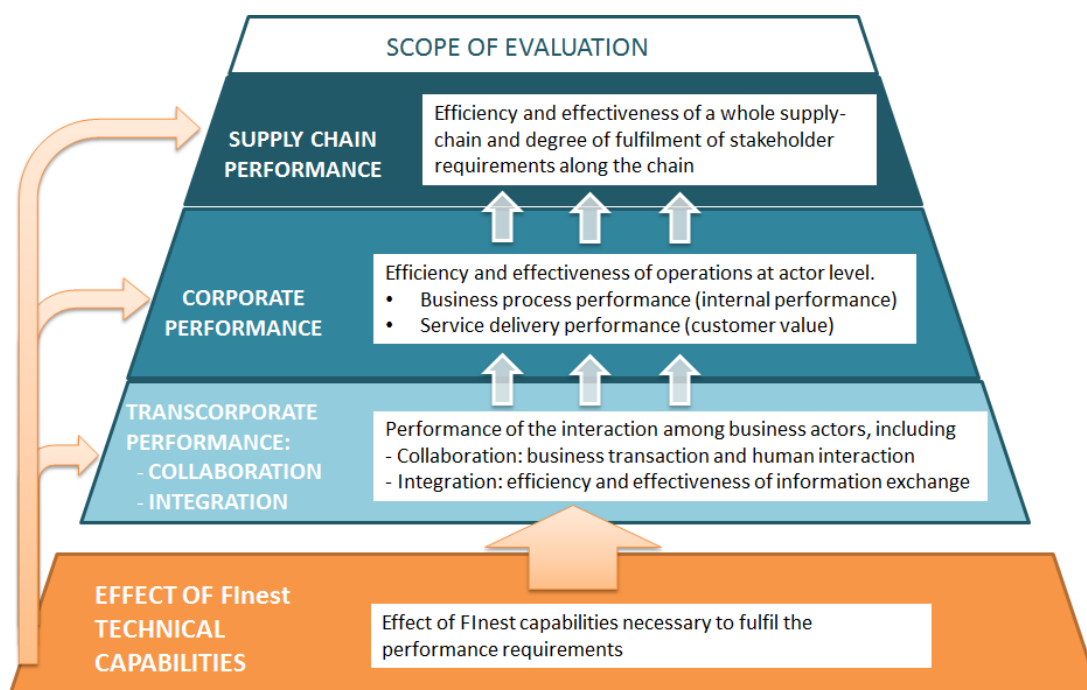 SCOPE OF EVALUATION
SUPPLY CHAIN
PERFORMANCE
Efficiency and effectiveness of a whole supply-
chain and degree of fulfilment of stakeholder
requirements along the chain
CORPORATE
PERFORMANCE
Efficiency and effectiveness of operations at actor level.
• Business process performance (internal performance)
• Service delivery performance (customer value)
TRANSCORPORATE
PERFORMANCE:
- COLLABORATION
- INTEGRATION
Performance of the interaction among business actors, including
- Collaboration: business transaction and human interaction
- Integration: efficiency and effectiveness of information exchange
EFFECT OF FInest
TECHNICAL
CAPABILITIES
Effect of FInest capabilities necessary to fulfil the
performance requirements